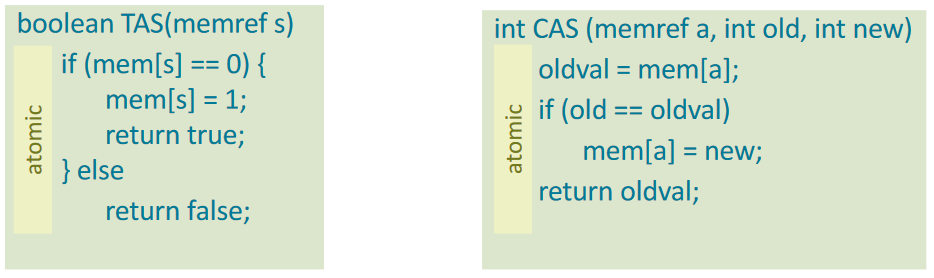 boolean TAS(memref s)
atomic
if (mem[s] == 0) {
mem[s] = 1;
return true;
} else
return false;
int CAS (memref a, int old, int new)
atomic
oldval = mem[a];
if (old == oldval)
mem[a] = new;
return oldval;